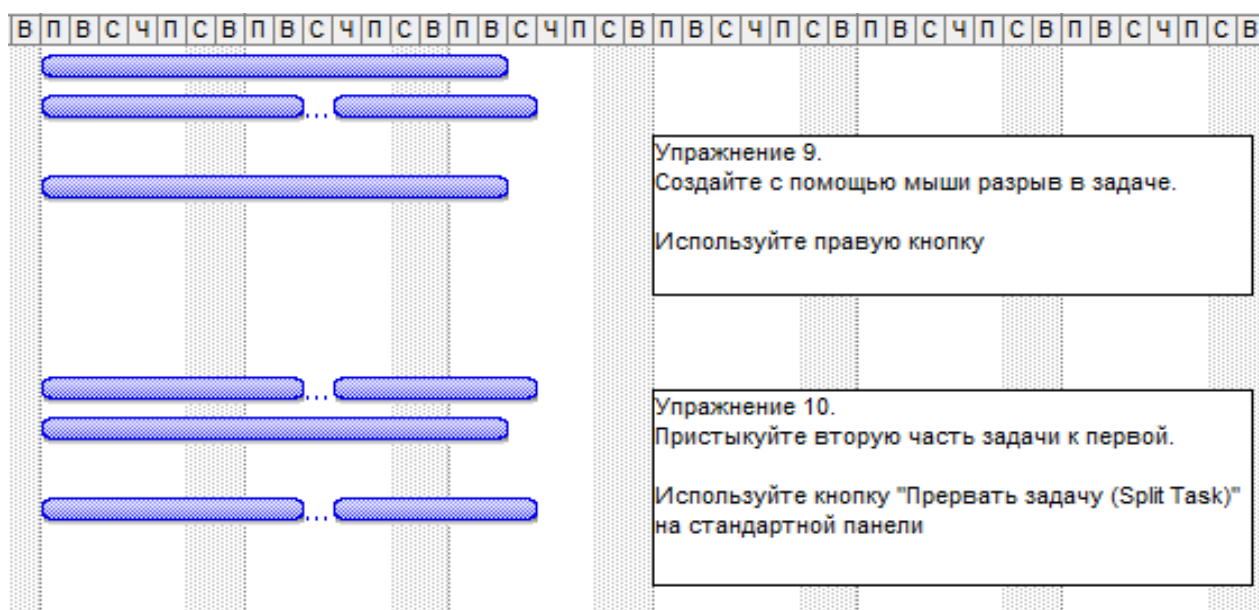 В П В С Ч П С В П В С Ч П С В П В С Ч П С В П В С Ч П С В П В С Ч П С В П В С Ч П С В
Упражнение 9.
Создайте с помощью мыши разрыв в задаче.
Используйте правую кнопку
Упражнение 10.
Пристыкуйте вторую часть задачи к первой.
Используйте кнопку "Прервать задачу (Split Task)"
на стандартной панели